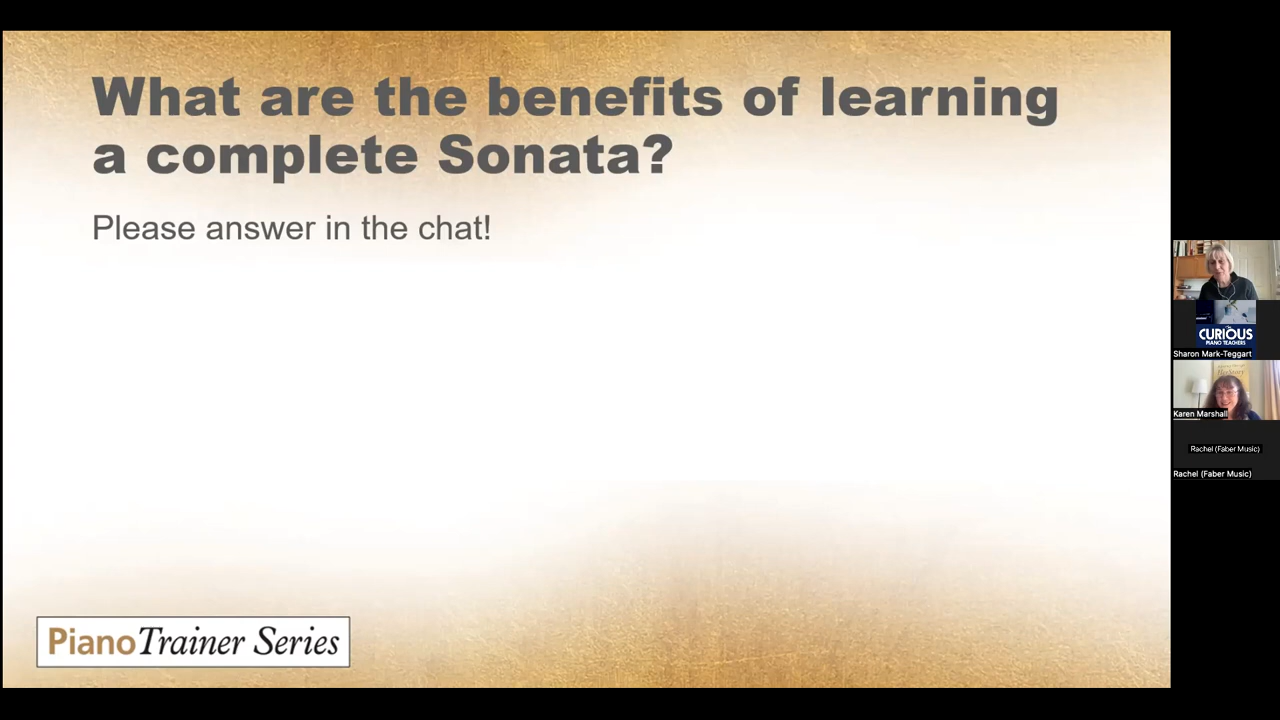 What are the benefits of learning
a complete Sonata?
Please answer in the chat!
CURIOUS
PIANO TEACHERS
Sharon Mark-Teggart
Karen Marshall
Rachel (Faber Music)
Rachel (Faber Music)
PianoTrainer Series